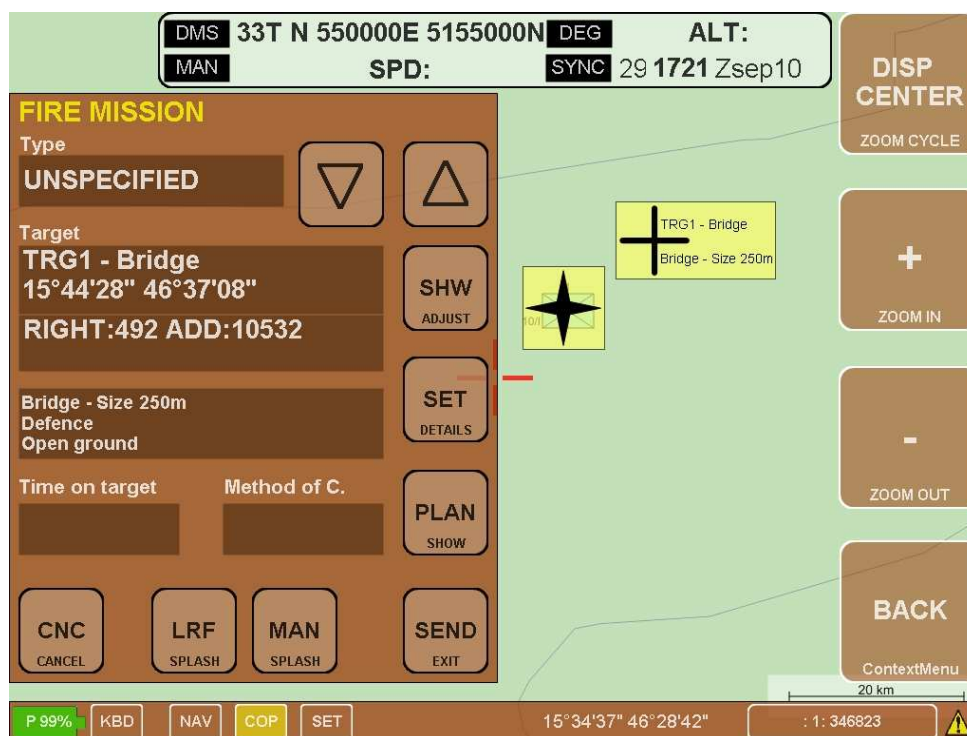 DMS 33T N 550000E 5155000N DEG ALT:
MAN SPD: SYNC 29 1721 Zsep10
DISP
CENTER
ZOOM CYCLE
FIRE MISSION
Type
UNSPECIFIED
Target
TRG1 - Bridge
15°44'28" 46°37'08"
RIGHT:492 ADD:10532
SHW
ADJUST
Bridge - Size 250m
Defence
Open ground
SET
DETAILS
Time on target Method of C.
PLAN
SHOW
CNC
CANCEL
LRF
SPLASH
MAN
SPLASH
SEND
EXIT
TRG1 - Bridge
Bridge - Size 250m
+
ZOOM IN
-
ZOOM OUT
BACK
ContextMenu
20 km
P 99% KBD NAV COP SET 15°34'37" 46°28'42" : 1: 346823